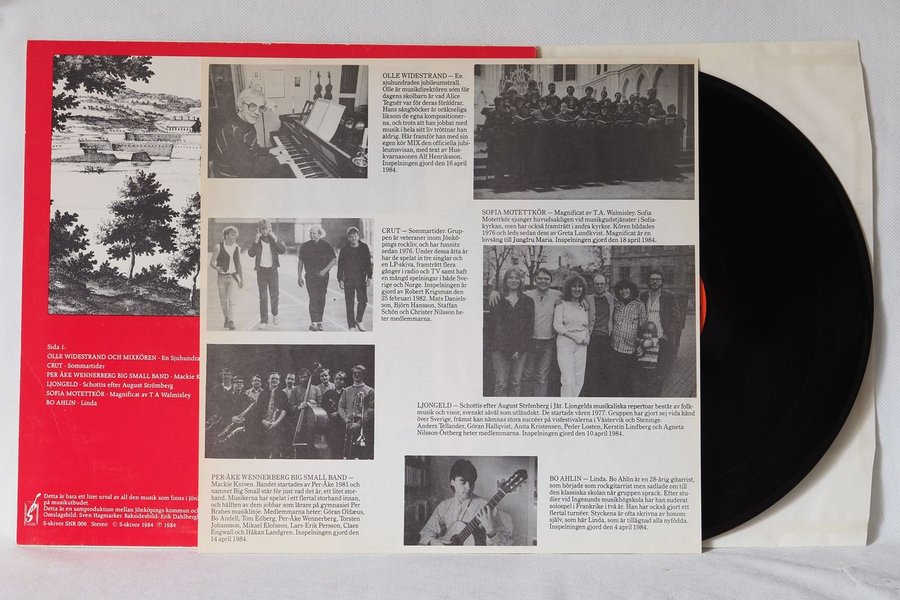 OLLE WIDESTRAND — En
sjuhundrades jubileumstrall.
Olle är musikdirektören som för
dagens skolbarn är vad Alice
Tegnér var för deras föräldrar.
Hans sångböcker är oräkneliga
liksom de egna kompositioner-
na, och trots att han jobbat med
musik i hela sitt liv tröttnar han
aldrig. Här framför han med sin
egen kör MIX den officiella jubi-
leumsvisan, med text av Hus-
kvarnasonen Alf Henriksson.
Inspelningen gjord den 16 april
1984.
SOFIA MOTETTKÖR — Magnificat av T.A. Walmisley. Sofia
Motettkör sjunger huvudsakligen vid musikgudstjänster i Sofia-
kyrkan, men har också framträtt i andra kyrkor. Kören bildades
1976 och leds sedan dess av Greta Lundkvist. Magnificat är en
lovsång till Jungfru Maria. Inspelningen gjord den 18 april 1984.
CRUT — Sommartider. Grup-
pen är veteraner inom Jönkö-
pings rockliv, och har funnits
sedan 1976. Under dessa åtta år
har de spelat in tre singlar och
en LP-skiva, framträtt flera
gånger i radio och TV samt haft
en mängd spelningar i både Sve-
rige och Norge. Inspelningen är
gjord av Robert Krigsman den
25 februari 1982. Mats Daniels-
son, Björn Hansson, Staffan
Schön och Christer Nilsson he-
ter medlemmarna.
LJONGELD — Schottis efter August Strömberg i Jät. Ljongelds musikaliska repertoar består av folk-
musik och visor, svenskt såväl som utländskt. De startade våren 1977. Gruppen har gjort sej vida känd
över Sverige, främst kan nämnas stora succéer på visfestivalerna i Västervik och Steninge.
Anders Tellander, Göran Hallqvist, Anita Kristensen, Peder Losten, Kerstin Lindberg och Agneta
Nilsson-Östberg heter medlemmarna. Inspelningen gjord den 10 april 1984.
PER-ÅKE WENNERBERG BIG SMALL BAND —
Mackie Kniven. Bandet startades av Per-Åke 1981 och
namnet Big Small står för just vad det är, ett litet stor-
band. Musikerna har spelat i ett flertal storband innan,
och hälften av dem jobbar som lärare på gymnasiet Per
Brahes musiklinje. Medlemmarna heter: Göran Oldæus,
Bo Andell, Tom Edberg, Per-Åke Wennerberg, Torsten
Johansson, Mikael Elofsson, Lars-Erik Persson, Claes
Engwall och Håkan Landgren. Inspelningen gjord den
14 april 1984.
BO AHLIN — Linda. Bo Ahlin är en 28-årig gitarrist,
som började som rockgitarrist men sadlade om till
den klassiska skolan när gruppen sprack. Efter stu-
dier vid Ingesunds musikhögskola har han studerat
solospel i Frankrike i två år. Han har också gjort ett
flertal turnéer. Styckena är ofta skrivna av honom
själv, som här Linda, som är tillägnad alla nyfödda.
Inspelningen gjord den 4 april 1984.
Sida 1:
OLLE WIDESTRAND OCH MIXKÖREN - En Sjuhundra
CRUT - Sommartider
PER ÅKE WENNERBERG BIG SMALL BAND - Mackie K
LJONGELD - Schottis efter August Strömberg
SOFIA MOTETTKÖR - Magnificat av T A Walmisley
BO AHLIN - Linda
Detta är bara ett litet urval av all den musik som finns i Jönk
på musikutbudet.
Detta är en samproduktion mellan Jönköpings kommun oc
Omslagsbild: Sven Hagmarker. Baksidesbild: Erik Dahlberg
S-skivor SNR 006 Stereo © S-skivor 1984 ℗ 1984